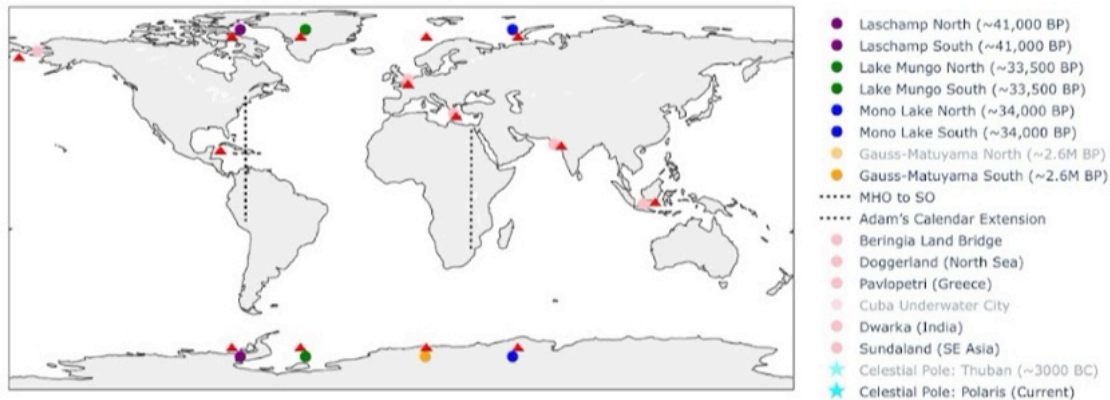 Laschamp North (~41,000 BP)
Laschamp South (~41,000 BP)
Lake Mungo North (~33,500 BP)
Lake Mungo South (~33,500 BP)
Mono Lake North (~34,000 BP)
Mono Lake South (~34,000 BP)
Gauss-Matuyama North (~2.6M BP)
Gauss-Matuyama South (~2.6M BP)
MHO to SO
Adam's Calendar Extension
Beringia Land Bridge
Doggerland (North Sea)
Pavlopetri (Greece)
Cuba Underwater City
Dwarka (India)
Sundaland (SE Asia)
Celestial Pole: Thuban (~3000 BC)
Celestial Pole: Polaris (Current)